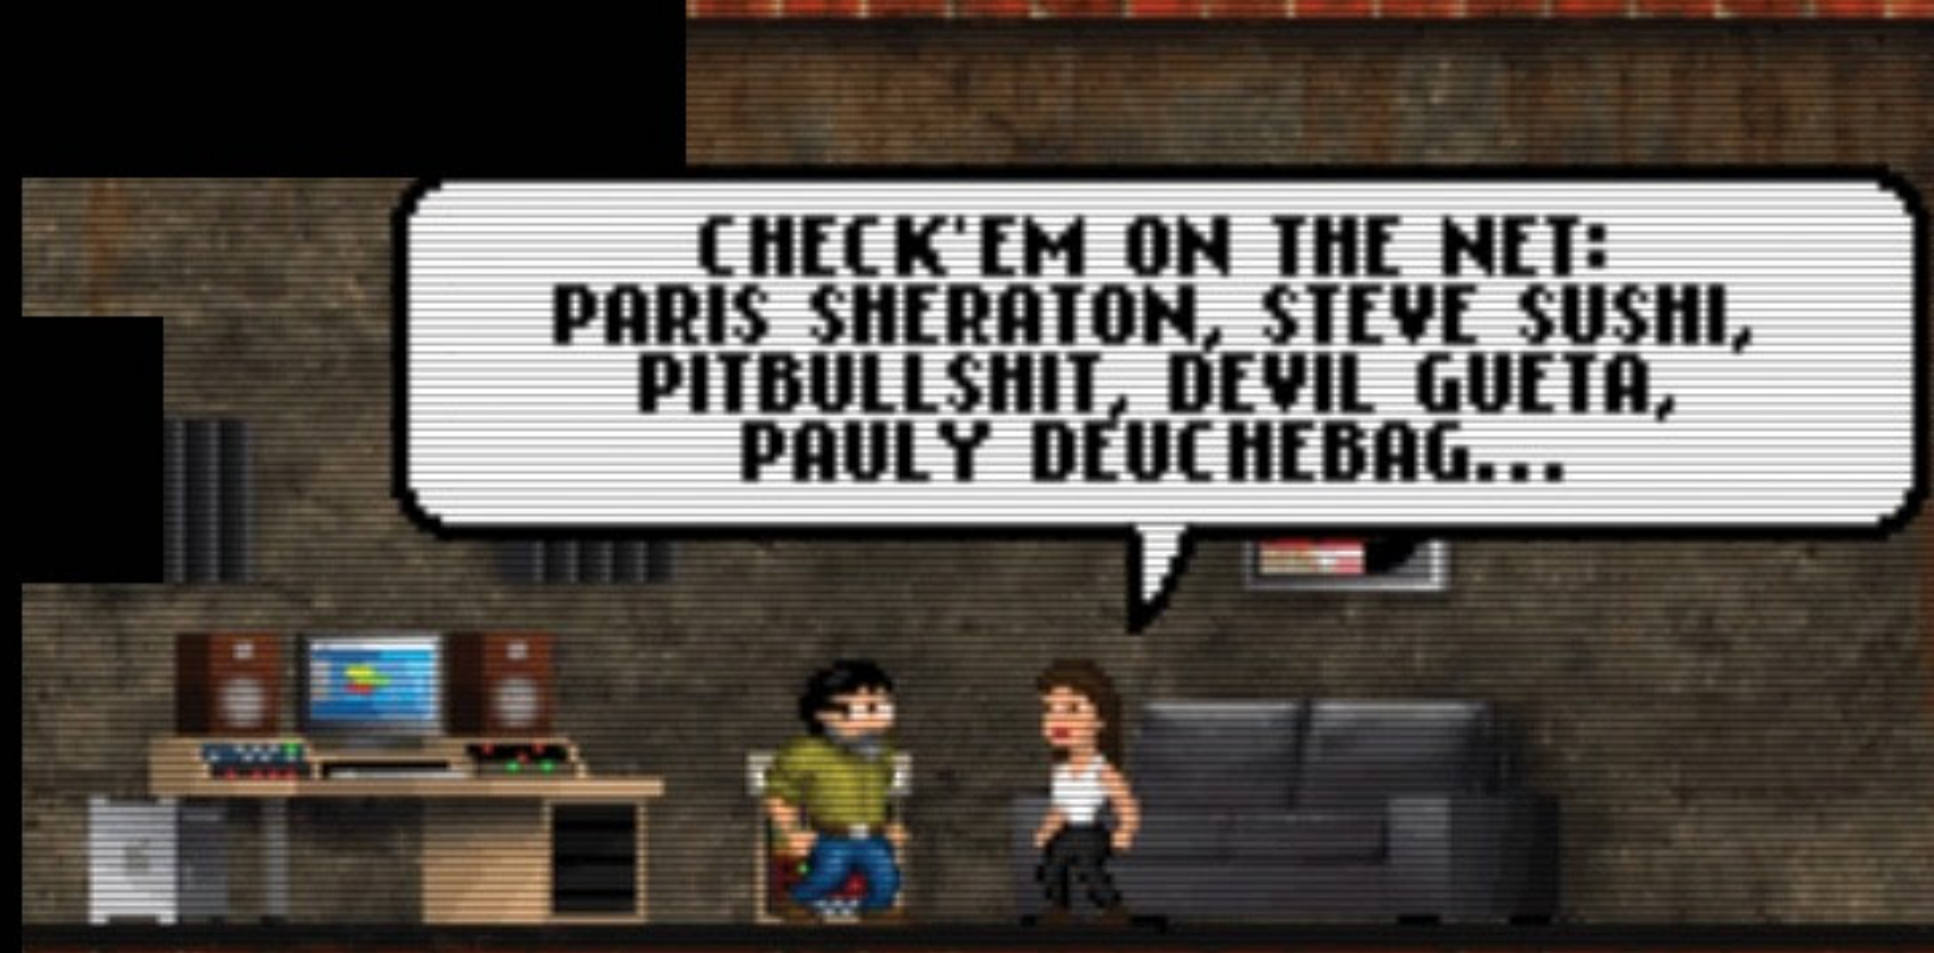 CHECK'EM ON THE NET:
PARIS SHERATON, STEVE SUSHI,
PITBULLSHIT, DEVIL GUETA,
PAULY DEUCHEBAG...